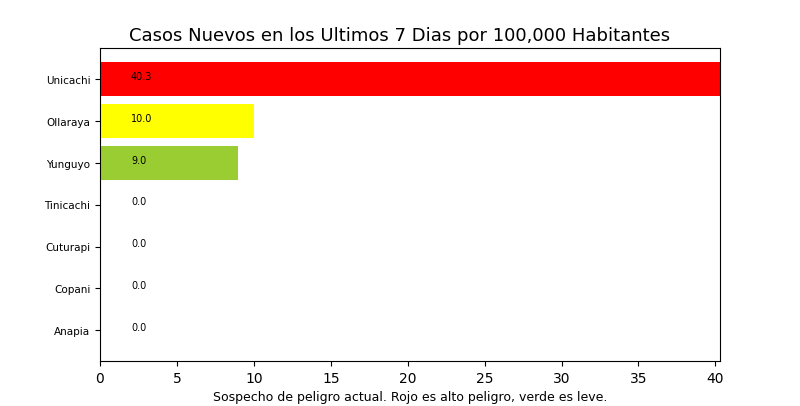 Casos Nuevos en los Ultimos 7 Dias por 100,000 Habitantes
Unicachi 40.3
Ollaraya 10.0
Yunguyo 9.0
Tinicachi 0.0
Cuturapi 0.0
Copani 0.0
Anapia 0.0
0 5 10 15 20 25 30 35 40
Sospecho de peligro actual. Rojo es alto peligro, verde es leve.